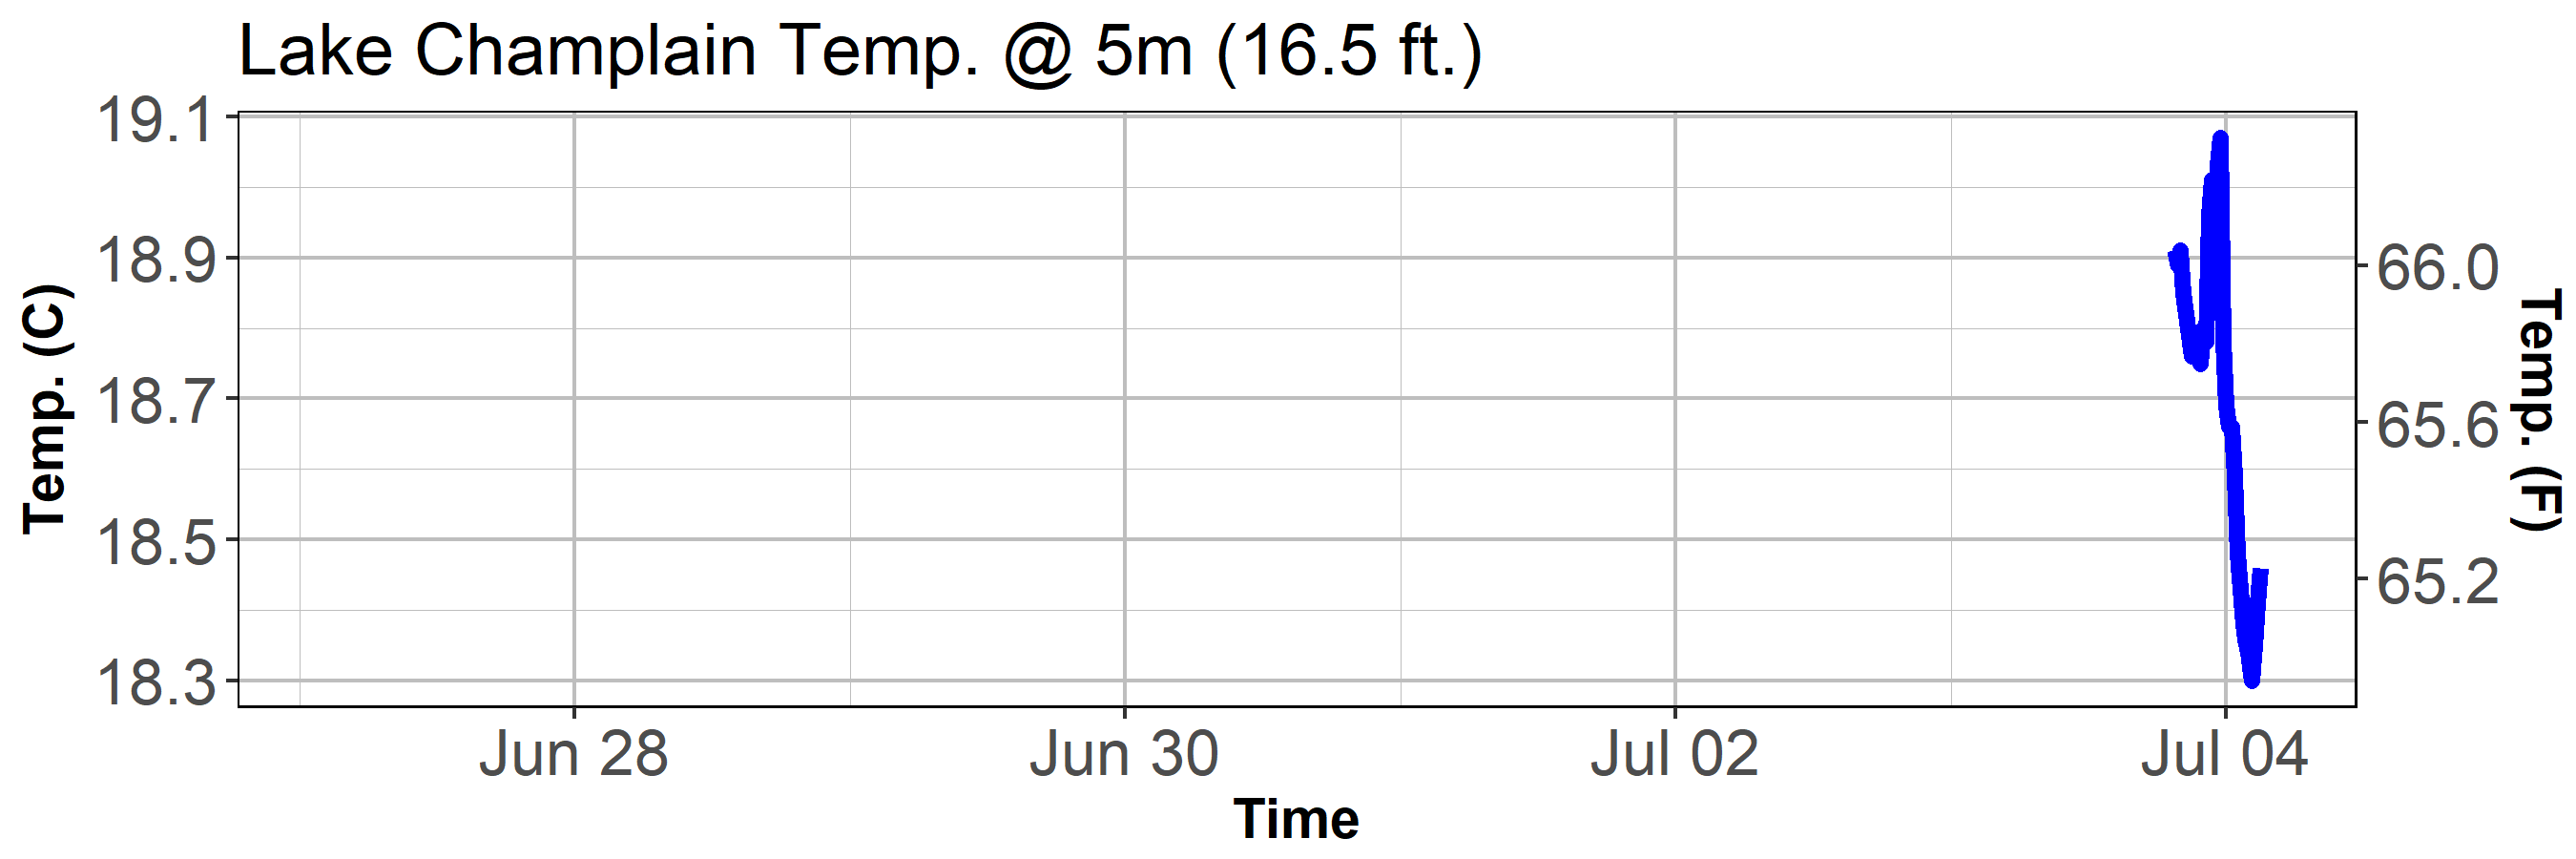 Lake Champlain Temp. @ 5m (16.5 ft.)
19.1
18.9
18.7
18.5
18.3
Temp. (C)
66.0
65.6
65.2
Temp. (F)
Jun 28
Jun 30
Jul 02
Jul 04
Time